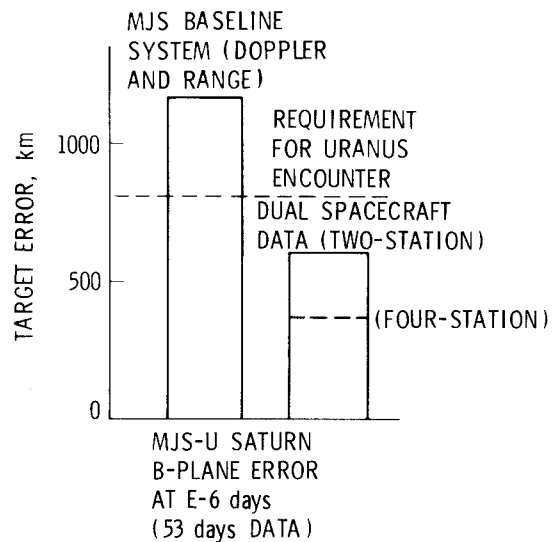 MJS BASELINE
SYSTEM (DOPPLER
AND RANGE)
REQUIREMENT
FOR URANUS
ENCOUNTER
DUAL SPACECRAFT
DATA (TWO-STATION)
(FOUR-STATION)
TARGET ERROR, km
1000
500
0
MJS-U SATURN
B-PLANE ERROR
AT E-6 days
(53 days DATA)